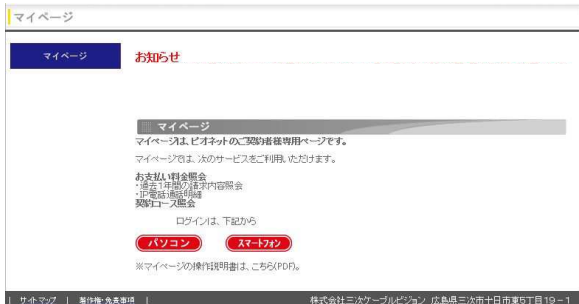 マイページ
マイページ
お知らせ
マイページ
マイページは、ピオネットのご契約者様専用ページです。
マイページでは、次のサービスをご利用いただけます。
お支払い料金照会
・過去1年間の請求内容照会
・IP電話通話明細
契約コース照会
ログインは、下記から
パソコン
スマートフォン
※マイページの操作説明書は、こちら(PDF)。
| サイトマップ | 著作権・免責事項 | 株式会社三次ケーブルビジョン 広島県三次市十日市東5丁目19-1